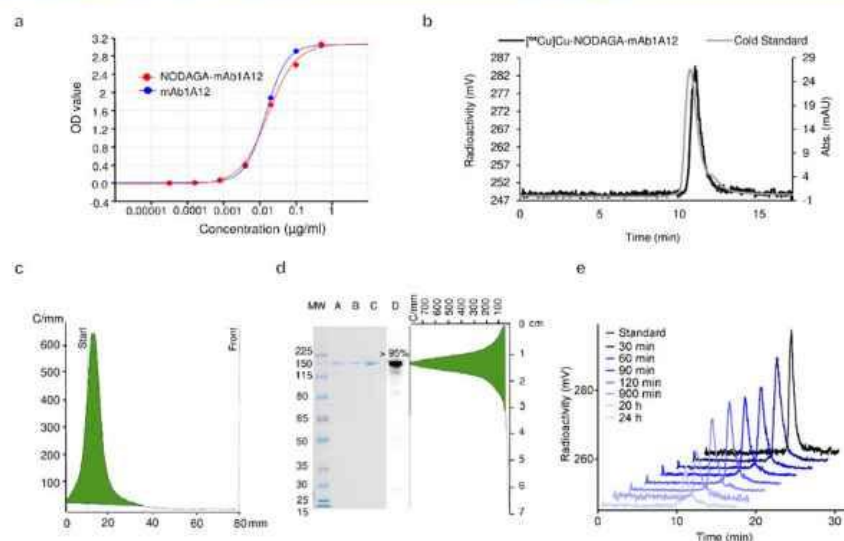 a
3.2
2.8
2.4
2.0
1.6
1.2
0.8
0.4
0.0
-0.4
OD value
NODAGA-mAb1A12
mAb1A12
0.00001 0.0001 0.001 0.01 0.1 1
Concentration (µg/ml)
b
[⁶⁴Cu]Cu-NODAGA-mAb1A12 Cold Standard
287
282
277
272
267
262
257
252
247
Radioactivity (mV)
29
24
19
14
9
4
-1
Abs. (mAU)
0 5 10 15
Time (min)
c
C/mm
600
500
400
300
200
100
Start
Front
0 20 40 60 80 mm
d
MW A B C D
225
150
115
80
65
50
35
30
25
15
> 95%
C/mm
700
600
500
400
300
200
100
0 cm
1
2
3
4
5
6
7
e
Standard
30 min
60 min
90 min
120 min
900 min
20 h
24 h
280
260
Radioactivity (mV)
0 10 20 30
Time (min)